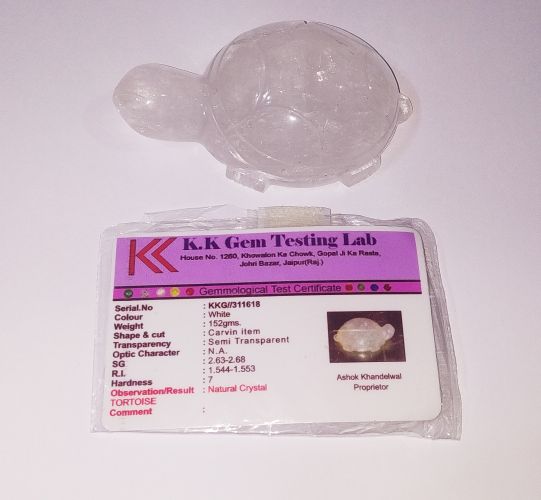 KK
K.K Gem Testing Lab
House No. 1260, Khowalon Ka Chowk, Gopal Ji Ka Rasta,
Johri Bazar, Jaipur(Raj.)
Gemmological Test Certificate
Serial.No : KKG//311618
Colour : White
Weight : 152gms.
Shape & cut : Carvin item
Transparency : Semi Transparent
Optic Character : N.A.
SG : 2.63-2.68
R.I. : 1.544-1.553
Hardness : 7
Observation/Result : Natural Crystal
TORTOISE
Comment :
Ashok Khandelwal
Proprietor